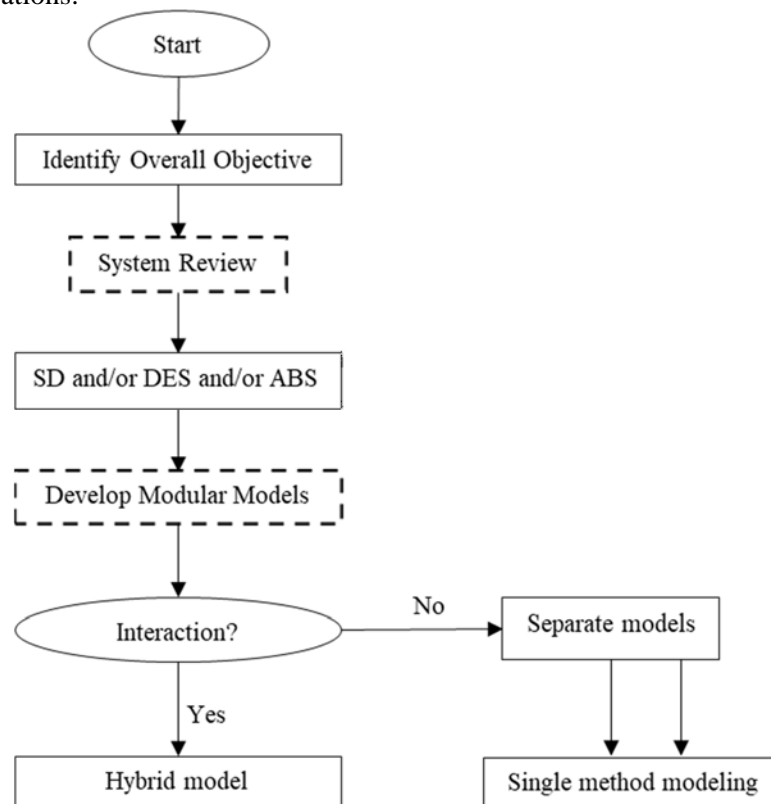 ations.
Start
Identify Overall Objective
System Review
SD and/or DES and/or ABS
Develop Modular Models
Interaction?
No
Separate models
Yes
Hybrid model
Single method modeling